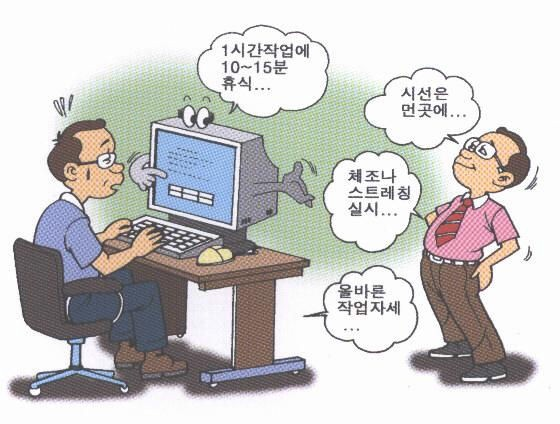 1시간작업에
10~15분
휴식...
시선은
먼곳에...
체조나
스트레칭
실시...
올바른
작업자세
...